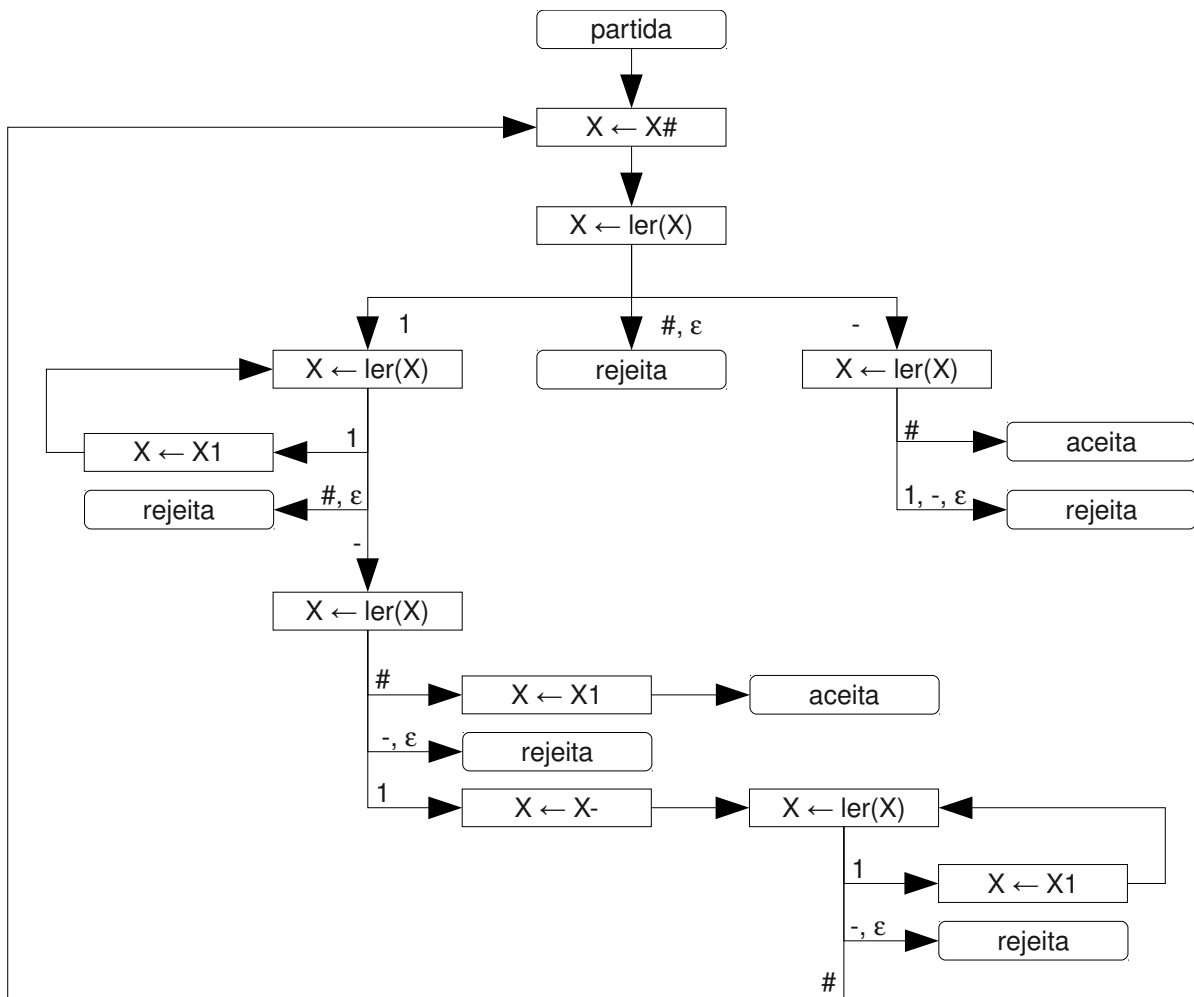 partida
X ← X#
X ← ler(X)
1
#, ε
-
X ← ler(X)
rejeita
X ← ler(X)
#
aceita
1
X ← X1
#, ε
rejeita
1, -, ε
rejeita
-
X ← ler(X)
#
X ← X1
aceita
-, ε
rejeita
1
X ← X-
X ← ler(X)
1
X ← X1
-, ε
rejeita
#